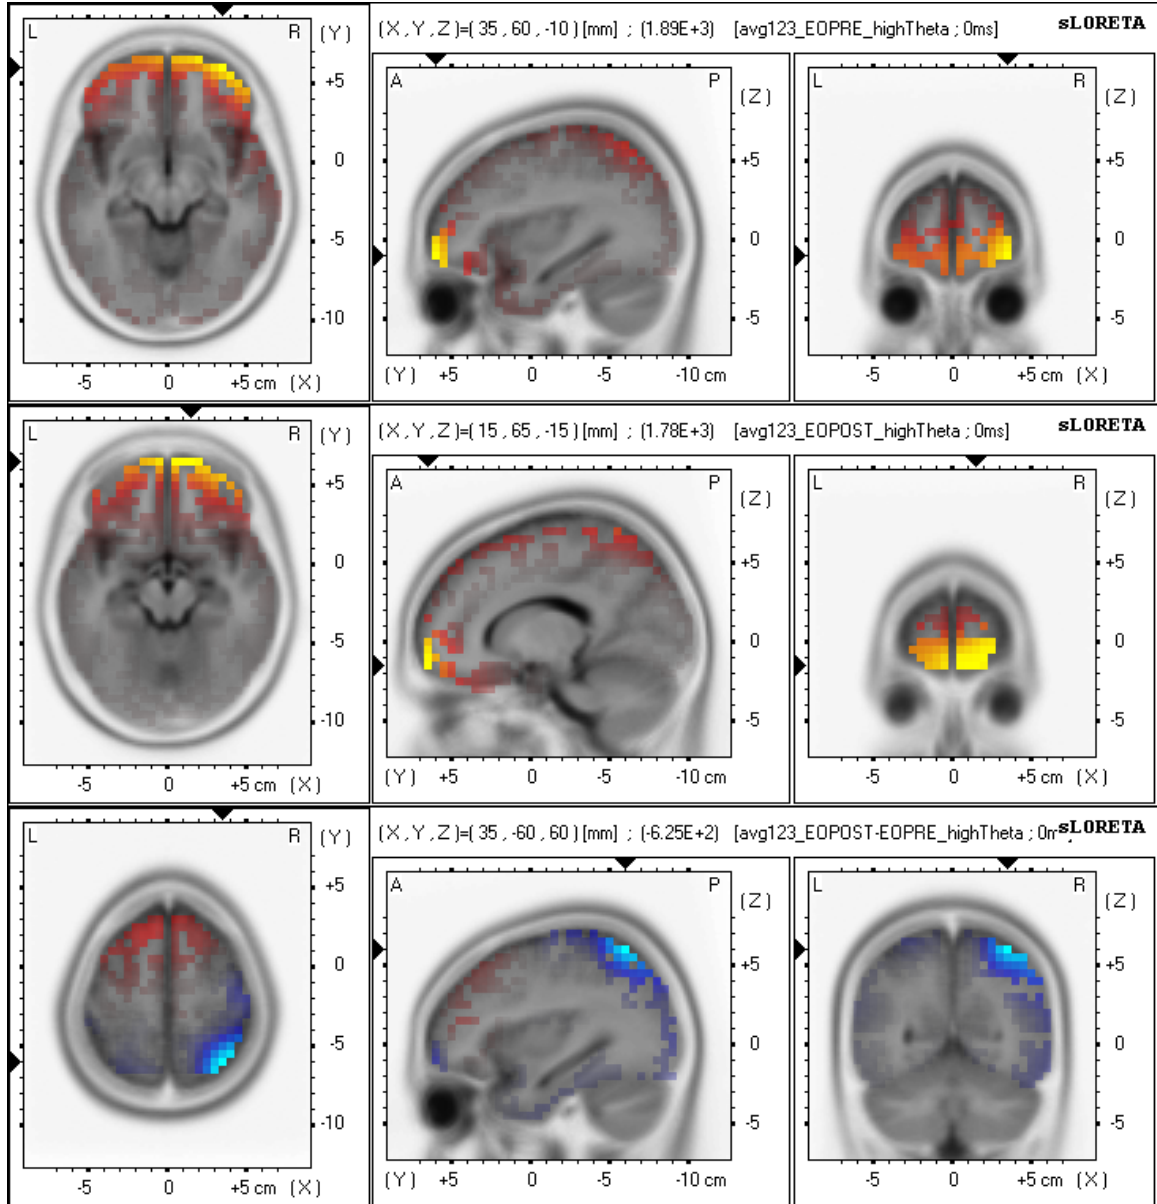 L R (Y) (X,Y,Z)=(35,60,-10)[mm] ; (1.89E+3) [avg123_EOPRE_highTheta ; 0ms] sLORETA
A P (Z) L R (Z)
+5 +5 +5
0 0 0
-5 -5 -5
-10
-5 0 +5 cm (X) (Y) +5 0 -5 -10 cm -5 0 +5 cm (X)
L R (Y) (X,Y,Z)=(15,65,-15)[mm] ; (1.78E+3) [avg123_EOPOST_highTheta ; 0ms] sLORETA
A P (Z) L R (Z)
+5 +5 +5
0 0 0
-5 -5 -5
-10
-5 0 +5 cm (X) (Y) +5 0 -5 -10 cm -5 0 +5 cm (X)
L R (Y) (X,Y,Z)=(35,-60,60)[mm] ; (-6.25E+2) [avg123_EOPOST-EOPRE_highTheta ; 0m sLORETA
A P (Z) L R (Z)
+5 +5 +5
0 0 0
-5 -5 -5
-10
-5 0 +5 cm (X) (Y) +5 0 -5 -10 cm -5 0 +5 cm (X)